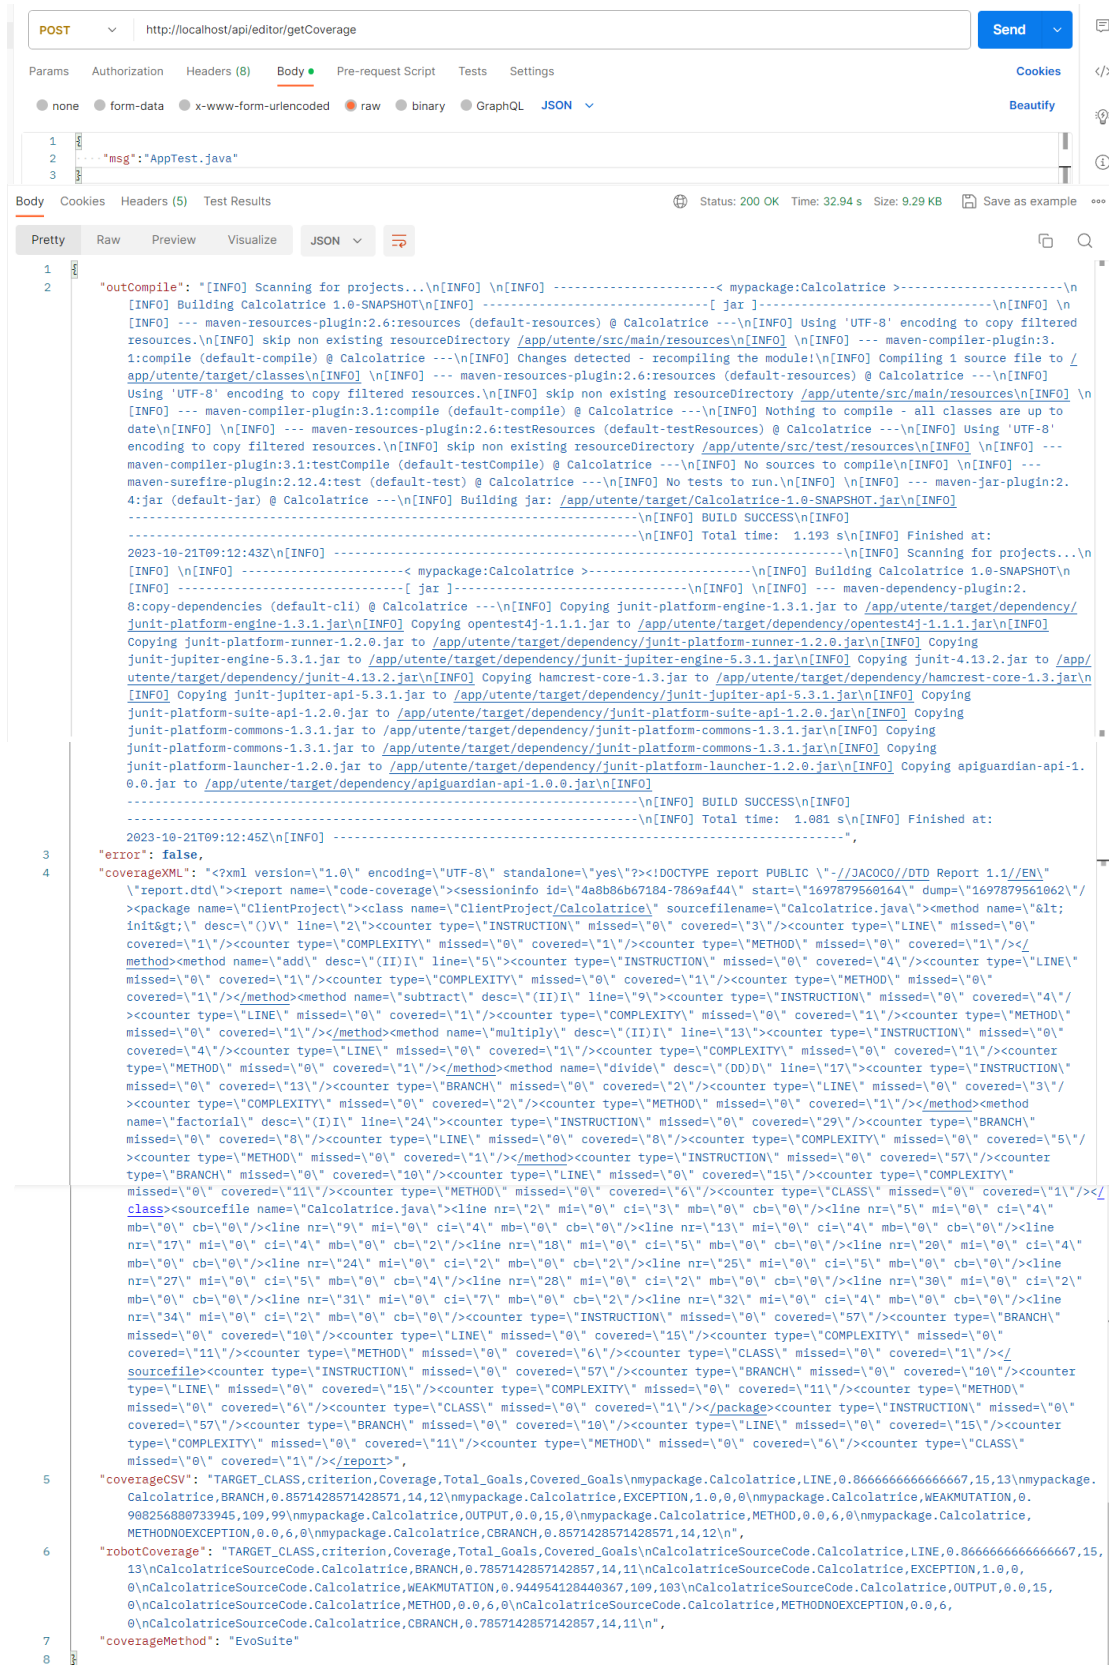 POST http://localhost/api/editor/getCoverage Send
Params Authorization Headers (8) Body Pre-request Script Tests Settings Cookies
none form-data x-www-form-urlencoded raw binary GraphQL JSON Beautify
1 {
2 ····"msg":"AppTest.java"
3 }
Body Cookies Headers (5) Test Results Status: 200 OK Time: 32.94 s Size: 9.29 KB Save as example
Pretty Raw Preview Visualize JSON
1 {
2 "outCompile": "[INFO] Scanning for projects...\n[INFO] \n[INFO] -----------------------< mypackage:Calcolatrice >-----------------------\n
[INFO] Building Calcolatrice 1.0-SNAPSHOT\n[INFO] --------------------------------[ jar ]---------------------------------\n[INFO] \n
[INFO] --- maven-resources-plugin:2.6:resources (default-resources) @ Calcolatrice ---\n[INFO] Using 'UTF-8' encoding to copy filtered
resources.\n[INFO] skip non existing resourceDirectory /app/utente/src/main/resources\n[INFO] \n[INFO] --- maven-compiler-plugin:3.
1:compile (default-compile) @ Calcolatrice ---\n[INFO] Changes detected - recompiling the module!\n[INFO] Compiling 1 source file to /
app/utente/target/classes\n[INFO] \n[INFO] --- maven-resources-plugin:2.6:resources (default-resources) @ Calcolatrice ---\n[INFO]
Using 'UTF-8' encoding to copy filtered resources.\n[INFO] skip non existing resourceDirectory /app/utente/src/main/resources\n[INFO] \n
[INFO] --- maven-compiler-plugin:3.1:compile (default-compile) @ Calcolatrice ---\n[INFO] Nothing to compile - all classes are up to
date\n[INFO] \n[INFO] --- maven-resources-plugin:2.6:testResources (default-testResources) @ Calcolatrice ---\n[INFO] Using 'UTF-8'
encoding to copy filtered resources.\n[INFO] skip non existing resourceDirectory /app/utente/src/test/resources\n[INFO] \n[INFO] ---
maven-compiler-plugin:3.1:testCompile (default-testCompile) @ Calcolatrice ---\n[INFO] No sources to compile\n[INFO] \n[INFO] ---
maven-surefire-plugin:2.12.4:test (default-test) @ Calcolatrice ---\n[INFO] No tests to run.\n[INFO] \n[INFO] --- maven-jar-plugin:2.
4:jar (default-jar) @ Calcolatrice ---\n[INFO] Building jar: /app/utente/target/Calcolatrice-1.0-SNAPSHOT.jar\n[INFO]
------------------------------------------------------------------------\n[INFO] BUILD SUCCESS\n[INFO]
------------------------------------------------------------------------\n[INFO] Total time:  1.193 s\n[INFO] Finished at:
2023-10-21T09:12:43Z\n[INFO] ------------------------------------------------------------------------\n[INFO] Scanning for projects...\n
[INFO] \n[INFO] -----------------------< mypackage:Calcolatrice >-----------------------\n[INFO] Building Calcolatrice 1.0-SNAPSHOT\n
[INFO] --------------------------------[ jar ]---------------------------------\n[INFO] \n[INFO] --- maven-dependency-plugin:2.
8:copy-dependencies (default-cli) @ Calcolatrice ---\n[INFO] Copying junit-platform-engine-1.3.1.jar to /app/utente/target/dependency/
junit-platform-engine-1.3.1.jar\n[INFO] Copying opentest4j-1.1.1.jar to /app/utente/target/dependency/opentest4j-1.1.1.jar\n[INFO]
Copying junit-platform-runner-1.2.0.jar to /app/utente/target/dependency/junit-platform-runner-1.2.0.jar\n[INFO] Copying
junit-jupiter-engine-5.3.1.jar to /app/utente/target/dependency/junit-jupiter-engine-5.3.1.jar\n[INFO] Copying junit-4.13.2.jar to /app/
utente/target/dependency/junit-4.13.2.jar\n[INFO] Copying hamcrest-core-1.3.jar to /app/utente/target/dependency/hamcrest-core-1.3.jar\n
[INFO] Copying junit-jupiter-api-5.3.1.jar to /app/utente/target/dependency/junit-jupiter-api-5.3.1.jar\n[INFO] Copying
junit-platform-suite-api-1.2.0.jar to /app/utente/target/dependency/junit-platform-suite-api-1.2.0.jar\n[INFO] Copying
junit-platform-commons-1.3.1.jar to /app/utente/target/dependency/junit-platform-commons-1.3.1.jar\n[INFO] Copying
junit-platform-commons-1.3.1.jar to /app/utente/target/dependency/junit-platform-commons-1.3.1.jar\n[INFO] Copying
junit-platform-launcher-1.2.0.jar to /app/utente/target/dependency/junit-platform-launcher-1.2.0.jar\n[INFO] Copying apiguardian-api-1.
0.0.jar to /app/utente/target/dependency/apiguardian-api-1.0.0.jar\n[INFO]
------------------------------------------------------------------------\n[INFO] BUILD SUCCESS\n[INFO]
------------------------------------------------------------------------\n[INFO] Total time:  1.081 s\n[INFO] Finished at:
2023-10-21T09:12:45Z\n[INFO] ------------------------------------------------------------------------",
3 "error": false,
4 "coverageXML": "<?xml version=\"1.0\" encoding=\"UTF-8\" standalone=\"yes\"?><!DOCTYPE report PUBLIC \"-//JACOCO//DTD Report 1.1//EN\"
\"report.dtd\"><report name=\"code-coverage\"><sessioninfo id=\"4a8b86b67184-7869af44\" start=\"1697879560164\" dump=\"1697879561062\"/
><package name=\"ClientProject\"><class name=\"ClientProject/Calcolatrice\" sourcefilename=\"Calcolatrice.java\"><method name=\"&lt;
init&gt;\" desc=\"()V\" line=\"2\"><counter type=\"INSTRUCTION\" missed=\"0\" covered=\"3\"/><counter type=\"LINE\" missed=\"0\"
covered=\"1\"/><counter type=\"COMPLEXITY\" missed=\"0\" covered=\"1\"/><counter type=\"METHOD\" missed=\"0\" covered=\"1\"/></
method><method name=\"add\" desc=\"(II)I\" line=\"5\"><counter type=\"INSTRUCTION\" missed=\"0\" covered=\"4\"/><counter type=\"LINE\"
missed=\"0\" covered=\"1\"/><counter type=\"COMPLEXITY\" missed=\"0\" covered=\"1\"/><counter type=\"METHOD\" missed=\"0\"
covered=\"1\"/></method><method name=\"subtract\" desc=\"(II)I\" line=\"9\"><counter type=\"INSTRUCTION\" missed=\"0\" covered=\"4\"/
><counter type=\"LINE\" missed=\"0\" covered=\"1\"/><counter type=\"COMPLEXITY\" missed=\"0\" covered=\"1\"/><counter type=\"METHOD\"
missed=\"0\" covered=\"1\"/></method><method name=\"multiply\" desc=\"(II)I\" line=\"13\"><counter type=\"INSTRUCTION\" missed=\"0\"
covered=\"4\"/><counter type=\"LINE\" missed=\"0\" covered=\"1\"/><counter type=\"COMPLEXITY\" missed=\"0\" covered=\"1\"/><counter
type=\"METHOD\" missed=\"0\" covered=\"1\"/></method><method name=\"divide\" desc=\"(DD)D\" line=\"17\"><counter type=\"INSTRUCTION\"
missed=\"0\" covered=\"13\"/><counter type=\"BRANCH\" missed=\"0\" covered=\"2\"/><counter type=\"LINE\" missed=\"0\" covered=\"3\"/
><counter type=\"COMPLEXITY\" missed=\"0\" covered=\"2\"/><counter type=\"METHOD\" missed=\"0\" covered=\"1\"/></method><method
name=\"factorial\" desc=\"(I)I\" line=\"24\"><counter type=\"INSTRUCTION\" missed=\"0\" covered=\"29\"/><counter type=\"BRANCH\"
missed=\"0\" covered=\"8\"/><counter type=\"LINE\" missed=\"0\" covered=\"8\"/><counter type=\"COMPLEXITY\" missed=\"0\" covered=\"5\"/
><counter type=\"METHOD\" missed=\"0\" covered=\"1\"/></method><counter type=\"INSTRUCTION\" missed=\"0\" covered=\"57\"/><counter
type=\"BRANCH\" missed=\"0\" covered=\"10\"/><counter type=\"LINE\" missed=\"0\" covered=\"15\"/><counter type=\"COMPLEXITY\"
missed=\"0\" covered=\"11\"/><counter type=\"METHOD\" missed=\"0\" covered=\"6\"/><counter type=\"CLASS\" missed=\"0\" covered=\"1\"/></
class><sourcefile name=\"Calcolatrice.java\"><line nr=\"2\" mi=\"0\" ci=\"3\" mb=\"0\" cb=\"0\"/><line nr=\"5\" mi=\"0\" ci=\"4\"
mb=\"0\" cb=\"0\"/><line nr=\"9\" mi=\"0\" ci=\"4\" mb=\"0\" cb=\"0\"/><line nr=\"13\" mi=\"0\" ci=\"4\" mb=\"0\" cb=\"0\"/><line
nr=\"17\" mi=\"0\" ci=\"4\" mb=\"0\" cb=\"2\"/><line nr=\"18\" mi=\"0\" ci=\"5\" mb=\"0\" cb=\"0\"/><line nr=\"20\" mi=\"0\" ci=\"4\"
mb=\"0\" cb=\"0\"/><line nr=\"24\" mi=\"0\" ci=\"2\" mb=\"0\" cb=\"2\"/><line nr=\"25\" mi=\"0\" ci=\"5\" mb=\"0\" cb=\"0\"/><line
nr=\"27\" mi=\"0\" ci=\"5\" mb=\"0\" cb=\"4\"/><line nr=\"28\" mi=\"0\" ci=\"2\" mb=\"0\" cb=\"0\"/><line nr=\"30\" mi=\"0\" ci=\"2\"
mb=\"0\" cb=\"0\"/><line nr=\"31\" mi=\"0\" ci=\"7\" mb=\"0\" cb=\"2\"/><line nr=\"32\" mi=\"0\" ci=\"4\" mb=\"0\" cb=\"0\"/><line
nr=\"34\" mi=\"0\" ci=\"2\" mb=\"0\" cb=\"0\"/><counter type=\"INSTRUCTION\" missed=\"0\" covered=\"57\"/><counter type=\"BRANCH\"
missed=\"0\" covered=\"10\"/><counter type=\"LINE\" missed=\"0\" covered=\"15\"/><counter type=\"COMPLEXITY\" missed=\"0\"
covered=\"11\"/><counter type=\"METHOD\" missed=\"0\" covered=\"6\"/><counter type=\"CLASS\" missed=\"0\" covered=\"1\"/></
sourcefile><counter type=\"INSTRUCTION\" missed=\"0\" covered=\"57\"/><counter type=\"BRANCH\" missed=\"0\" covered=\"10\"/><counter
type=\"LINE\" missed=\"0\" covered=\"15\"/><counter type=\"COMPLEXITY\" missed=\"0\" covered=\"11\"/><counter type=\"METHOD\"
missed=\"0\" covered=\"6\"/><counter type=\"CLASS\" missed=\"0\" covered=\"1\"/></package><counter type=\"INSTRUCTION\" missed=\"0\"
covered=\"57\"/><counter type=\"BRANCH\" missed=\"0\" covered=\"10\"/><counter type=\"LINE\" missed=\"0\" covered=\"15\"/><counter
type=\"COMPLEXITY\" missed=\"0\" covered=\"11\"/><counter type=\"METHOD\" missed=\"0\" covered=\"6\"/><counter type=\"CLASS\"
missed=\"0\" covered=\"1\"/></report>",
5 "coverageCSV": "TARGET_CLASS,criterion,Coverage,Total_Goals,Covered_Goals\nmypackage.Calcolatrice,LINE,0.8666666666666667,15,13\nmypackage.
Calcolatrice,BRANCH,0.8571428571428571,14,12\nmypackage.Calcolatrice,EXCEPTION,1.0,0,0\nmypackage.Calcolatrice,WEAKMUTATION,0.
908256880733945,109,99\nmypackage.Calcolatrice,OUTPUT,0.0,15,0\nmypackage.Calcolatrice,METHOD,0.0,6,0\nmypackage.Calcolatrice,
METHODNOEXCEPTION,0.0,6,0\nmypackage.Calcolatrice,CBRANCH,0.8571428571428571,14,12\n",
6 "robotCoverage": "TARGET_CLASS,criterion,Coverage,Total_Goals,Covered_Goals\nCalcolatriceSourceCode.Calcolatrice,LINE,0.8666666666666667,15,
13\nCalcolatriceSourceCode.Calcolatrice,BRANCH,0.7857142857142857,14,11\nCalcolatriceSourceCode.Calcolatrice,EXCEPTION,1.0,0,
0\nCalcolatriceSourceCode.Calcolatrice,WEAKMUTATION,0.944954128440367,109,103\nCalcolatriceSourceCode.Calcolatrice,OUTPUT,0.0,15,
0\nCalcolatriceSourceCode.Calcolatrice,METHOD,0.0,6,0\nCalcolatriceSourceCode.Calcolatrice,METHODNOEXCEPTION,0.0,6,
0\nCalcolatriceSourceCode.Calcolatrice,CBRANCH,0.7857142857142857,14,11\n",
7 "coverageMethod": "EvoSuite"
8 }